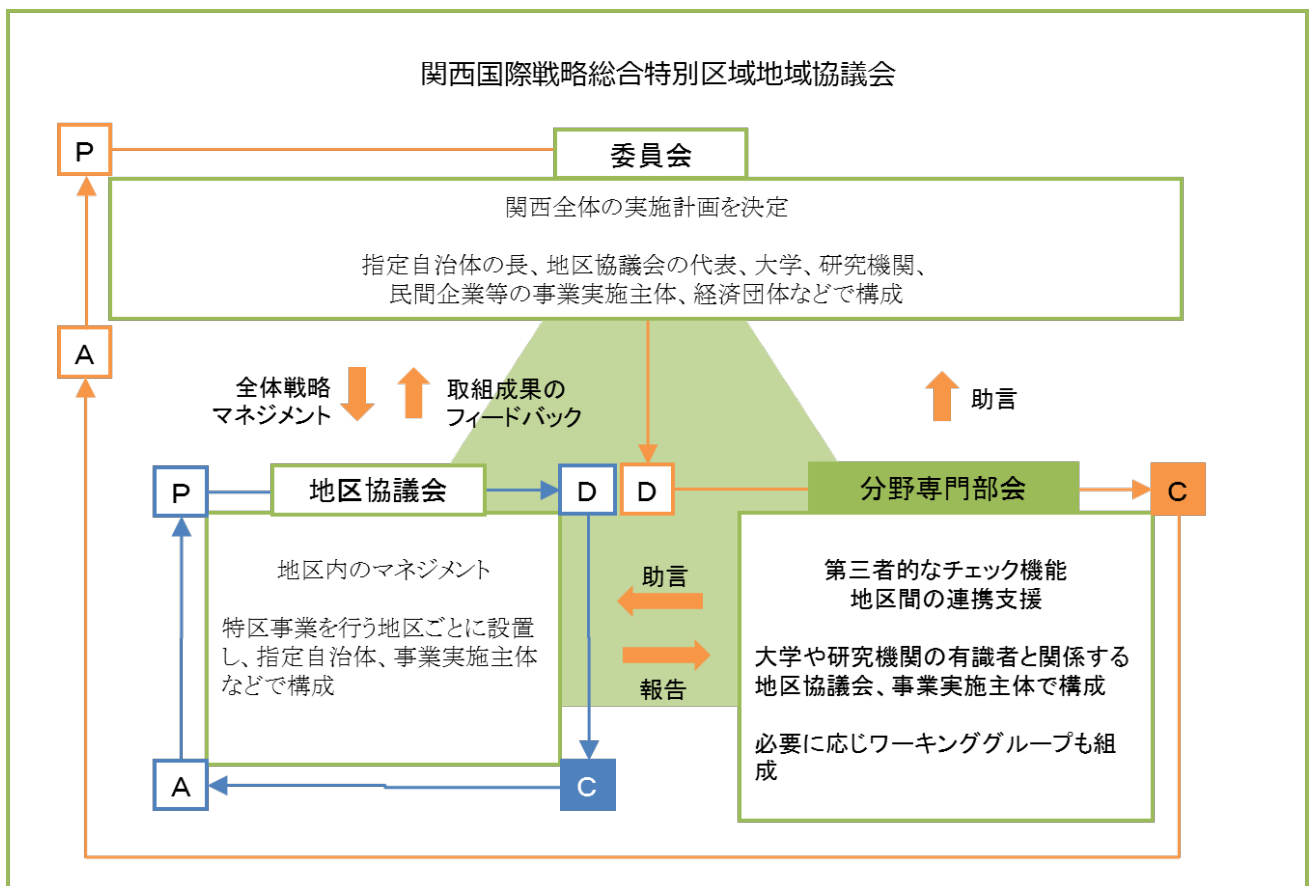 関西国際戦略総合特別区域地域協議会
P
委員会
関西全体の実施計画を決定
指定自治体の長、地区協議会の代表、大学、研究機関、
民間企業等の事業実施主体、経済団体などで構成
A
全体戦略
マネジメント
取組成果の
フィードバック
助言
P
地区協議会
D
D
分野専門部会
C
地区内のマネジメント
特区事業を行う地区ごとに設置
し、指定自治体、事業実施主体
などで構成
助言
報告
第三者的なチェック機能
地区間の連携支援
大学や研究機関の有識者と関係する
地区協議会、事業実施主体で構成
必要に応じワーキンググループも組
成
A
C